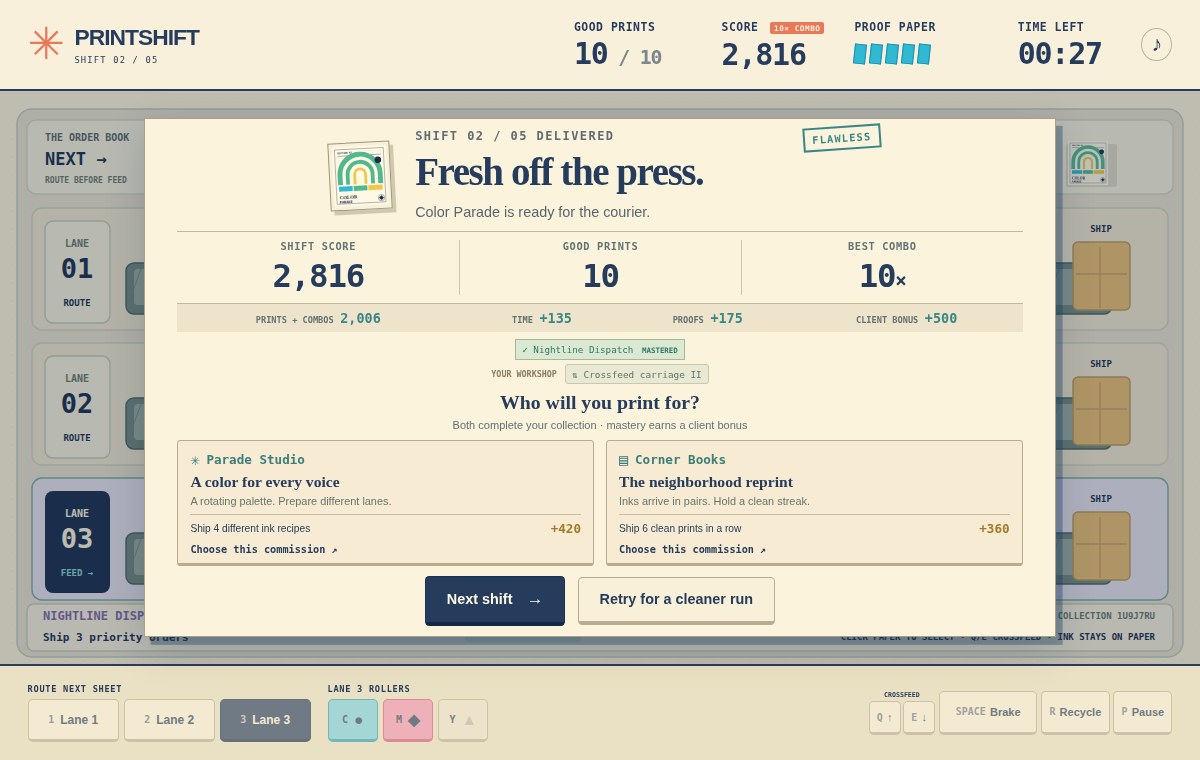 PRINTSHIFT
SHIFT 02 / 05
GOOD PRINTS
10 / 10
SCORE 10× COMBO
2,816
PROOF PAPER
TIME LEFT
00:27
♪
THE ORDER BOOK
NEXT →
ROUTE BEFORE FEED
LANE
01
ROUTE
LANE
02
ROUTE
LANE
03
FEED →
SHIP
SHIP
SHIP
SHIFT 02 / 05 DELIVERED
FLAWLESS
Fresh off the press.
Color Parade is ready for the courier.
SHIFT SCORE
2,816
GOOD PRINTS
10
BEST COMBO
10×
PRINTS + COMBOS 2,006
TIME +135
PROOFS +175
CLIENT BONUS +500
✓ Nightline Dispatch MASTERED
YOUR WORKSHOP ⇅ Crossfeed carriage II
Who will you print for?
Both complete your collection · mastery earns a client bonus
✳ Parade Studio
A color for every voice
A rotating palette. Prepare different lanes.
Ship 4 different ink recipes +420
Choose this commission ↗
▤ Corner Books
The neighborhood reprint
Inks arrive in pairs. Hold a clean streak.
Ship 6 clean prints in a row +360
Choose this commission ↗
Next shift →
Retry for a cleaner run
NIGHTLINE DISP
Ship 3 priority orders
COLLECTION 1U9J7RU
CLICK PAPER TO SELECT · Q/E CROSSFEED · INK STAYS ON PAPER
ROUTE NEXT SHEET
1 Lane 1
2 Lane 2
3 Lane 3
LANE 3 ROLLERS
C ●
M ◆
Y ▲
CROSSFEED
Q ↑
E ↓
SPACE Brake
R Recycle
P Pause